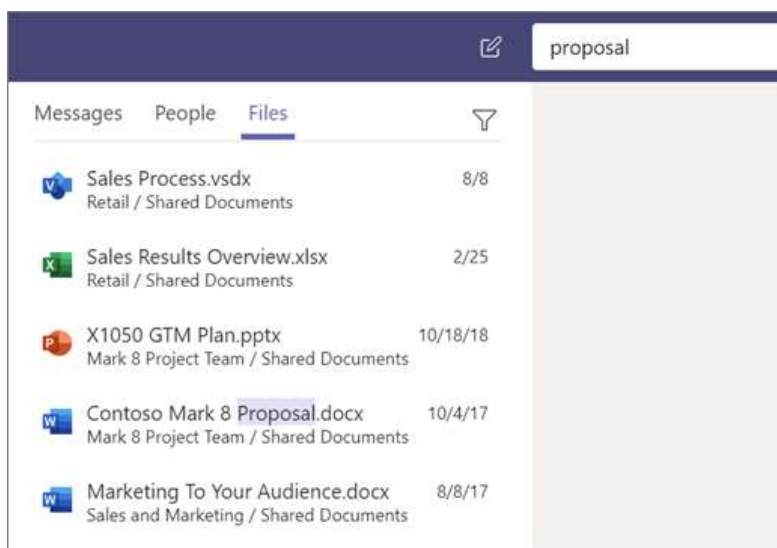 proposal
Messages People Files
Sales Process.vsdx 8/8
Retail / Shared Documents
Sales Results Overview.xlsx 2/25
Retail / Shared Documents
X1050 GTM Plan.pptx 10/18/18
Mark 8 Project Team / Shared Documents
Contoso Mark 8 Proposal.docx 10/4/17
Mark 8 Project Team / Shared Documents
Marketing To Your Audience.docx 8/8/17
Sales and Marketing / Shared Documents